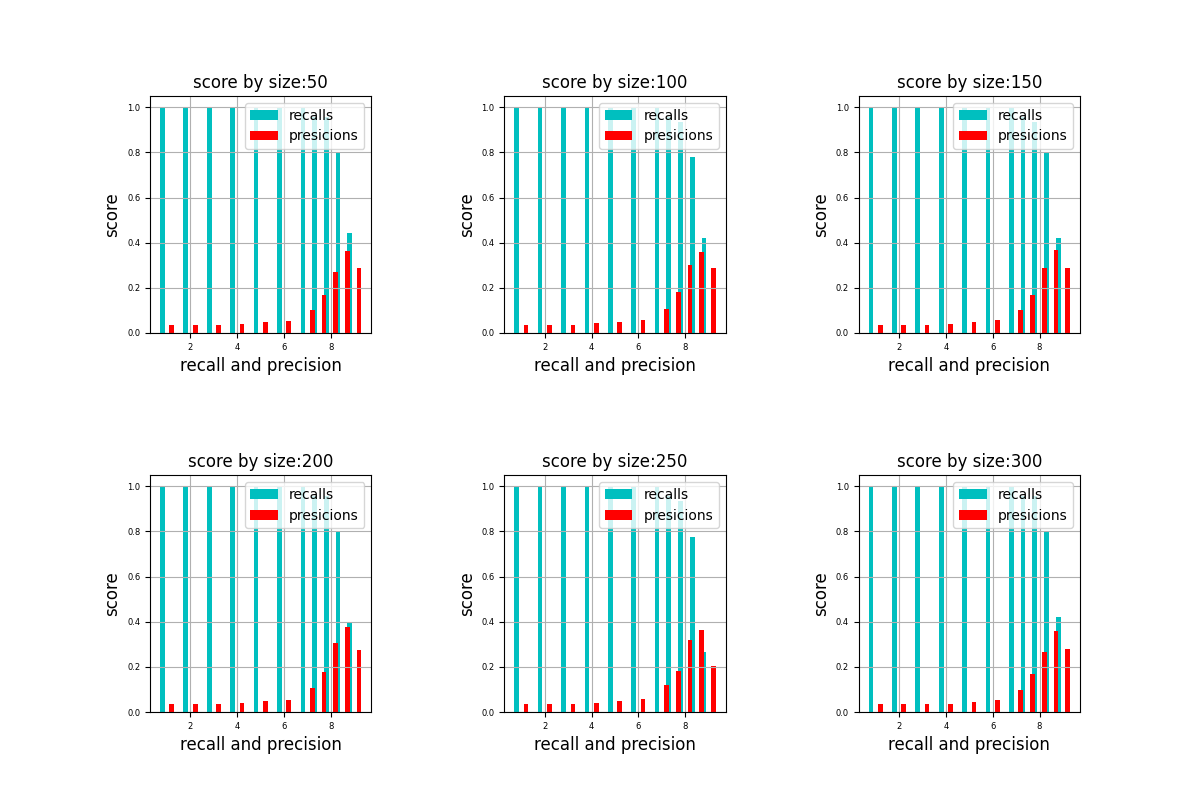 score by size:50
1.0
0.8
0.6
0.4
0.2
0.0
score
recalls
presicions
2 4 6 8
recall and precision
score by size:100
1.0
0.8
0.6
0.4
0.2
0.0
score
recalls
presicions
2 4 6 8
recall and precision
score by size:150
1.0
0.8
0.6
0.4
0.2
0.0
score
recalls
presicions
2 4 6 8
recall and precision
score by size:200
1.0
0.8
0.6
0.4
0.2
0.0
score
recalls
presicions
2 4 6 8
recall and precision
score by size:250
1.0
0.8
0.6
0.4
0.2
0.0
score
recalls
presicions
2 4 6 8
recall and precision
score by size:300
1.0
0.8
0.6
0.4
0.2
0.0
score
recalls
presicions
2 4 6 8
recall and precision